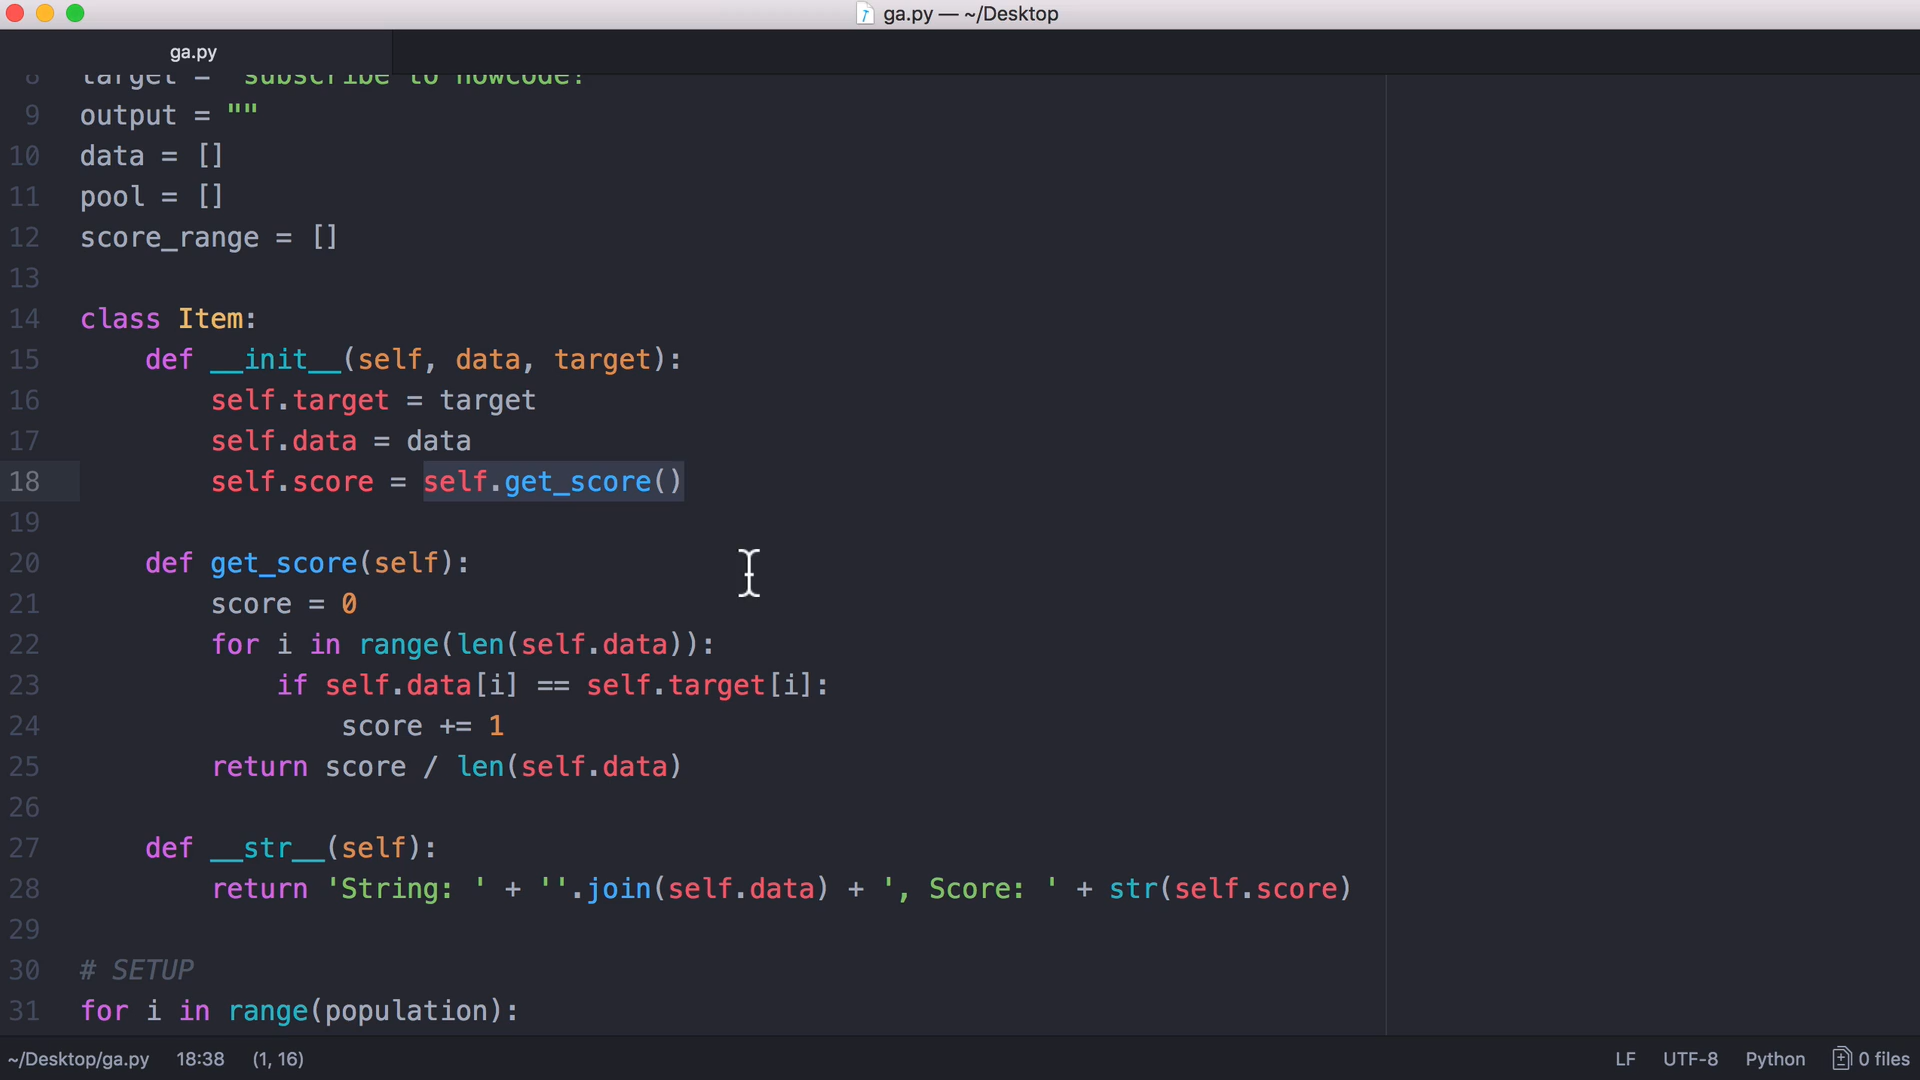 ga.py — ~/Desktop
ga.py
8 target = "subscribe to howcode!
9 output = ""
10 data = []
11 pool = []
12 score_range = []
13
14 class Item:
15 def __init__(self, data, target):
16 self.target = target
17 self.data = data
18 self.score = self.get_score()
19
20 def get_score(self):
21 score = 0
22 for i in range(len(self.data)):
23 if self.data[i] == self.target[i]:
24 score += 1
25 return score / len(self.data)
26
27 def __str__(self):
28 return 'String: ' + ''.join(self.data) + ', Score: ' + str(self.score)
29
30 # SETUP
31 for i in range(population):
~/Desktop/ga.py 18:38 (1, 16) LF UTF-8 Python 0 files